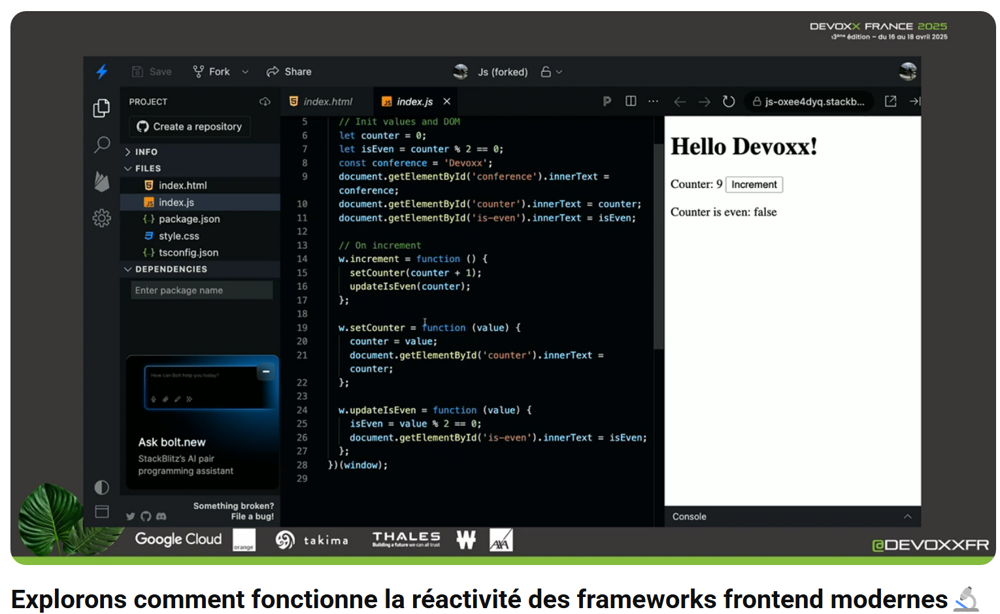 DEVOXX FRANCE 2025
13ème édition – du 16 au 18 avril 2025
Save
Fork
Share
Js (forked)
PROJECT
Create a repository
INFO
FILES
index.html
index.js
package.json
style.css
tsconfig.json
DEPENDENCIES
Enter package name
How can Bolt help you today?
Ask bolt.new
StackBlitz's AI pair
programming assistant
Something broken?
File a bug!
index.html
index.js
5 // Init values and DOM
6 let counter = 0;
7 let isEven = counter % 2 == 0;
8 const conference = 'Devoxx';
9 document.getElementById('conference').innerText =
conference;
10 document.getElementById('counter').innerText = counter;
11 document.getElementById('is-even').innerText = isEven;
12
13 // On increment
14 w.increment = function () {
15 setCounter(counter + 1);
16 updateIsEven(counter);
17 };
18
19 w.setCounter = function (value) {
20 counter = value;
21 document.getElementById('counter').innerText =
counter;
22 };
23
24 w.updateIsEven = function (value) {
25 isEven = value % 2 == 0;
26 document.getElementById('is-even').innerText = isEven;
27 };
28 })(window);
29
js-oxee4dyq.stackb...
Hello Devoxx!
Counter: 9 Increment
Counter is even: false
Console
Google Cloud
orange
takima
THALES
Building a future we can all trust
W
AXA
@DEVOXXFR
Explorons comment fonctionne la réactivité des frameworks frontend modernes🔬